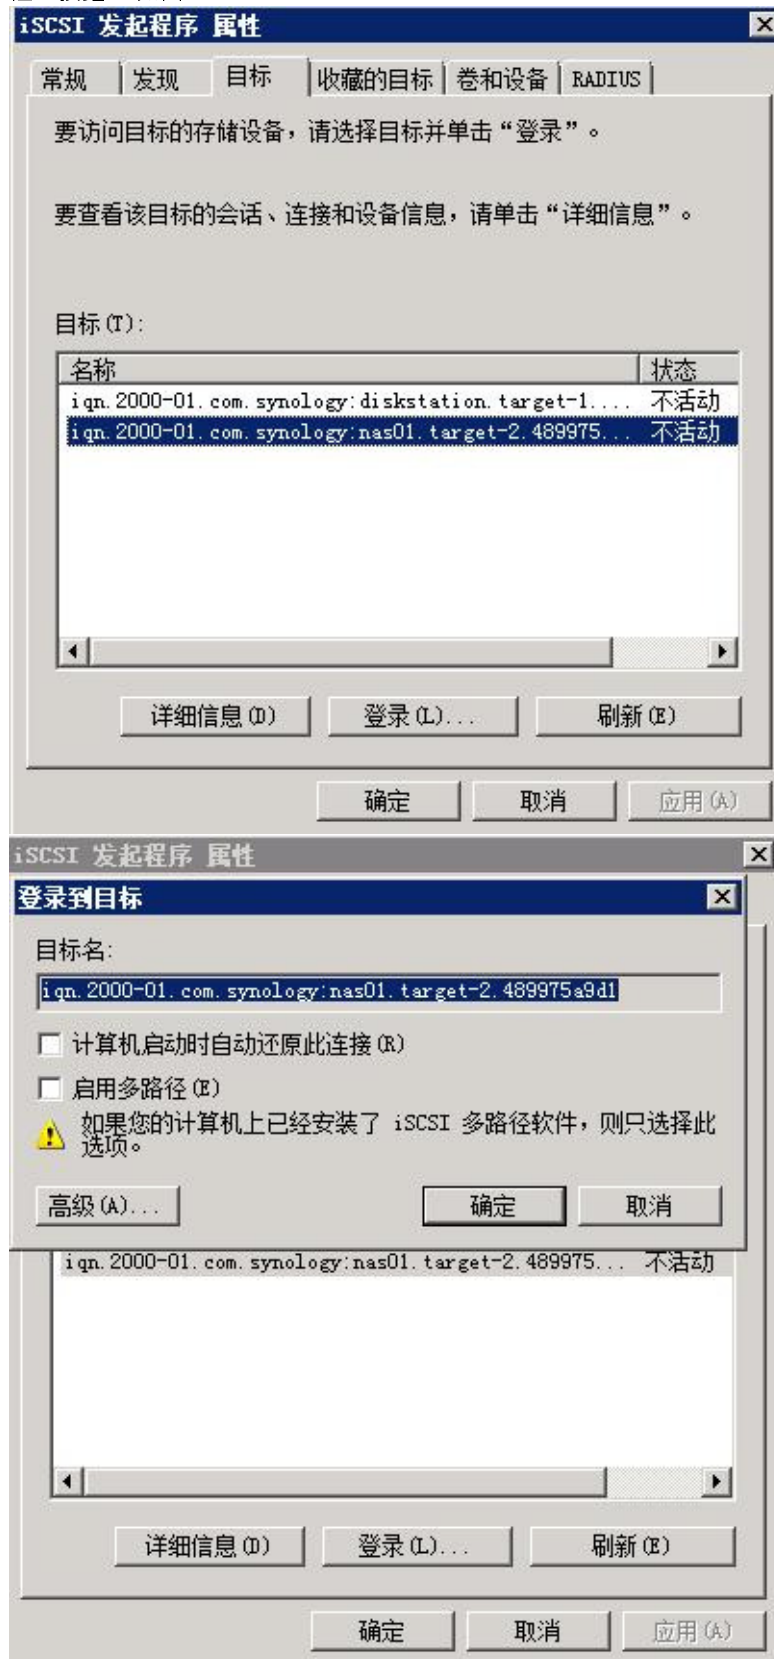 iSCSI 发起程序 属性
常规 发现 目标 收藏的目标 卷和设备 RADIUS
要访问目标的存储设备，请选择目标并单击“登录”。
要查看该目标的会话、连接和设备信息，请单击“详细信息”。
目标(T):
名称 状态
iqn.2000-01.com.synology:diskstation.target-1.... 不活动
iqn.2000-01.com.synology:nas01.target-2.489975... 不活动
详细信息(D) 登录(L)... 刷新(E)
确定 取消 应用(A)
iSCSI 发起程序 属性
登录到目标
目标名:
iqn.2000-01.com.synology:nas01.target-2.489975a9d1
计算机启动时自动还原此连接(R)
启用多路径(E)
如果您的计算机上已经安装了 iSCSI 多路径软件，则只选择此
选项。
高级(A)... 确定 取消
iqn.2000-01.com.synology:nas01.target-2.489975... 不活动
详细信息(D) 登录(L)... 刷新(E)
确定 取消 应用(A)